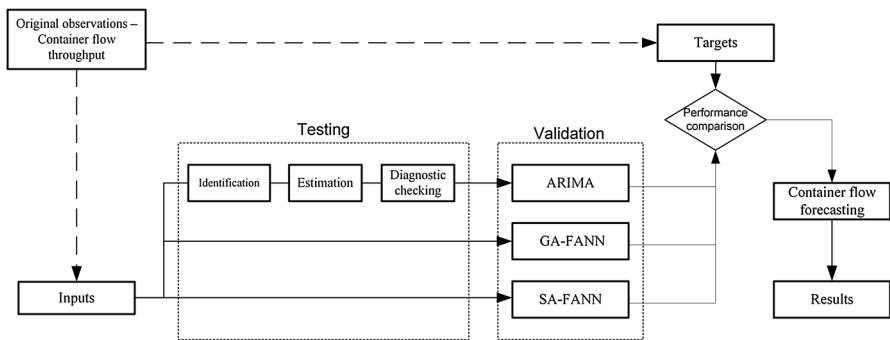 Original observations –
Container flow
throughput
Targets
Performance
comparison
Testing
Validation
Identification
Estimation
Diagnostic
checking
ARIMA
Container flow
forecasting
GA-FANN
Inputs
SA-FANN
Results